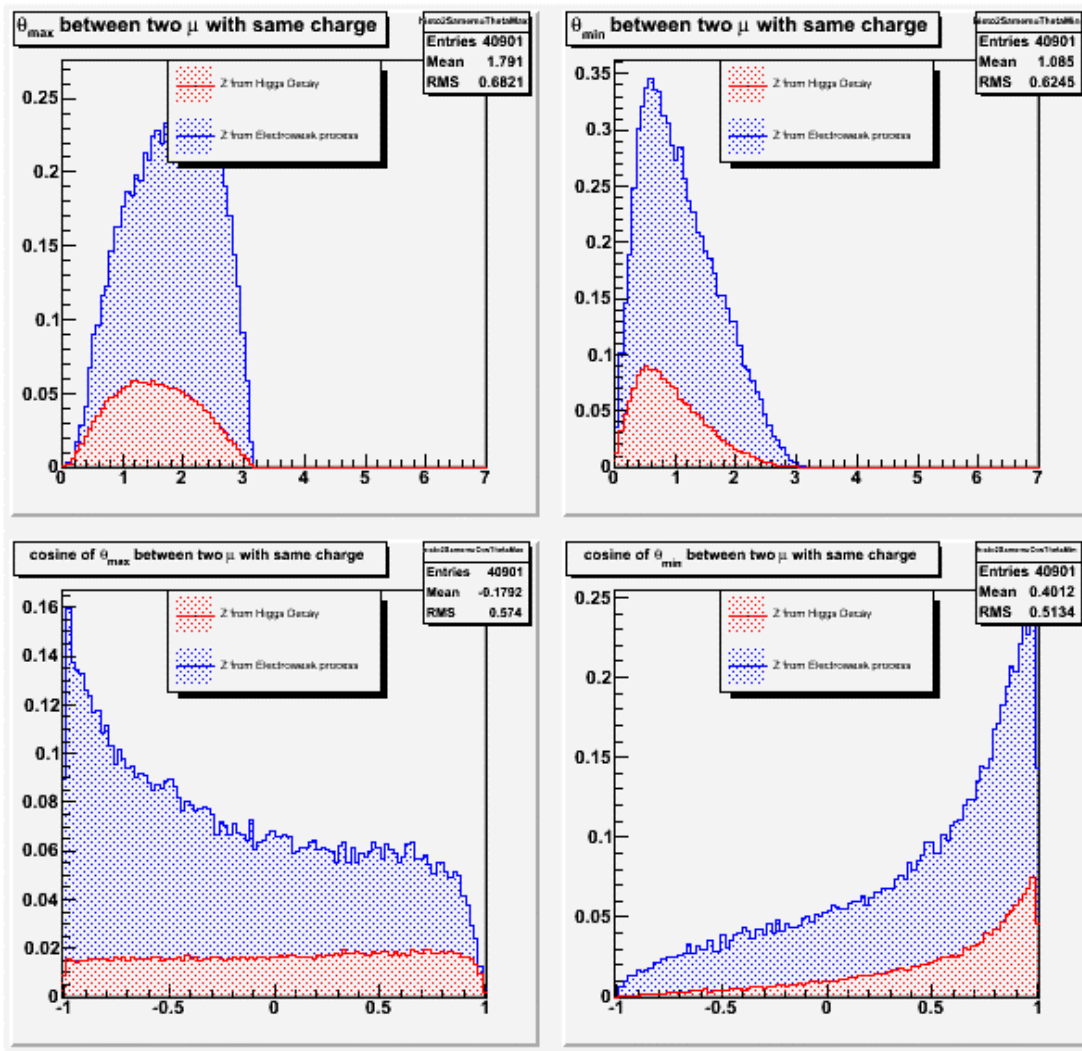 θmax between two μ with same charge
Entries 40901
Mean 1.791
RMS 0.6821
Z from Higgs Decay
Z from Electroweak process
0.25
0.2
0.15
0.1
0.05
0
0 1 2 3 4 5 6 7
θmin between two μ with same charge
Entries 40901
Mean 1.085
RMS 0.6245
Z from Higgs Decay
Z from Electroweak process
0.35
0.3
0.25
0.2
0.15
0.1
0.05
0
0 1 2 3 4 5 6 7
cosine of θmax between two μ with same charge
Entries 40901
Mean -0.1792
RMS 0.574
Z from Higgs Decay
Z from Electroweak process
0.16
0.14
0.12
0.1
0.08
0.06
0.04
0.02
0
-1 -0.5 0 0.5 1
cosine of θmin between two μ with same charge
Entries 40901
Mean 0.4012
RMS 0.5134
Z from Higgs Decay
Z from Electroweak process
0.25
0.2
0.15
0.1
0.05
0
-1 -0.5 0 0.5 1